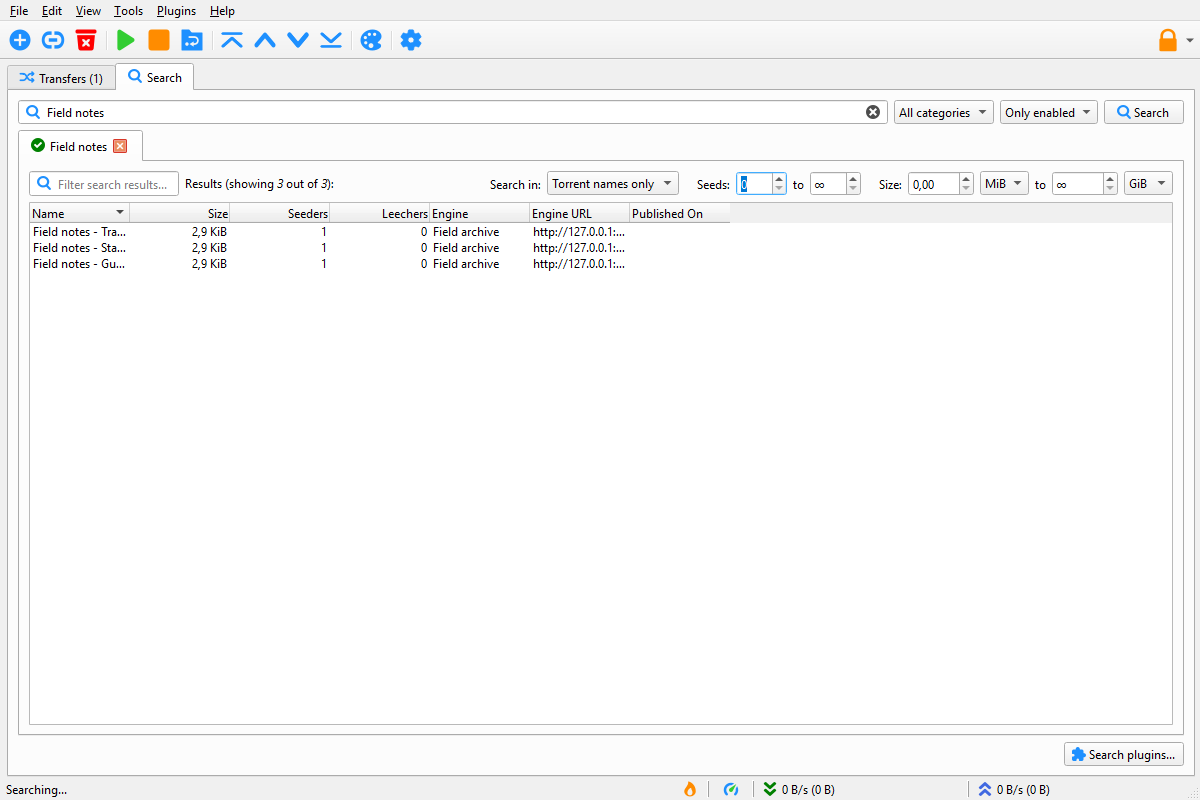 File Edit View Tools Plugins Help
Transfers (1) Search
Field notes All categories Only enabled Search
Field notes
Filter search results... Results (showing 3 out of 3): Search in: Torrent names only Seeds: 0 to ∞ Size: 0,00 MiB to ∞ GiB
Name Size Seeders Leechers Engine Engine URL Published On
Field notes - Tra... 2,9 KiB 1 0 Field archive http://127.0.0.1:...
Field notes - Sta... 2,9 KiB 1 0 Field archive http://127.0.0.1:...
Field notes - Gu... 2,9 KiB 1 0 Field archive http://127.0.0.1:...
Search plugins...
Searching... 0 B/s (0 B) 0 B/s (0 B)